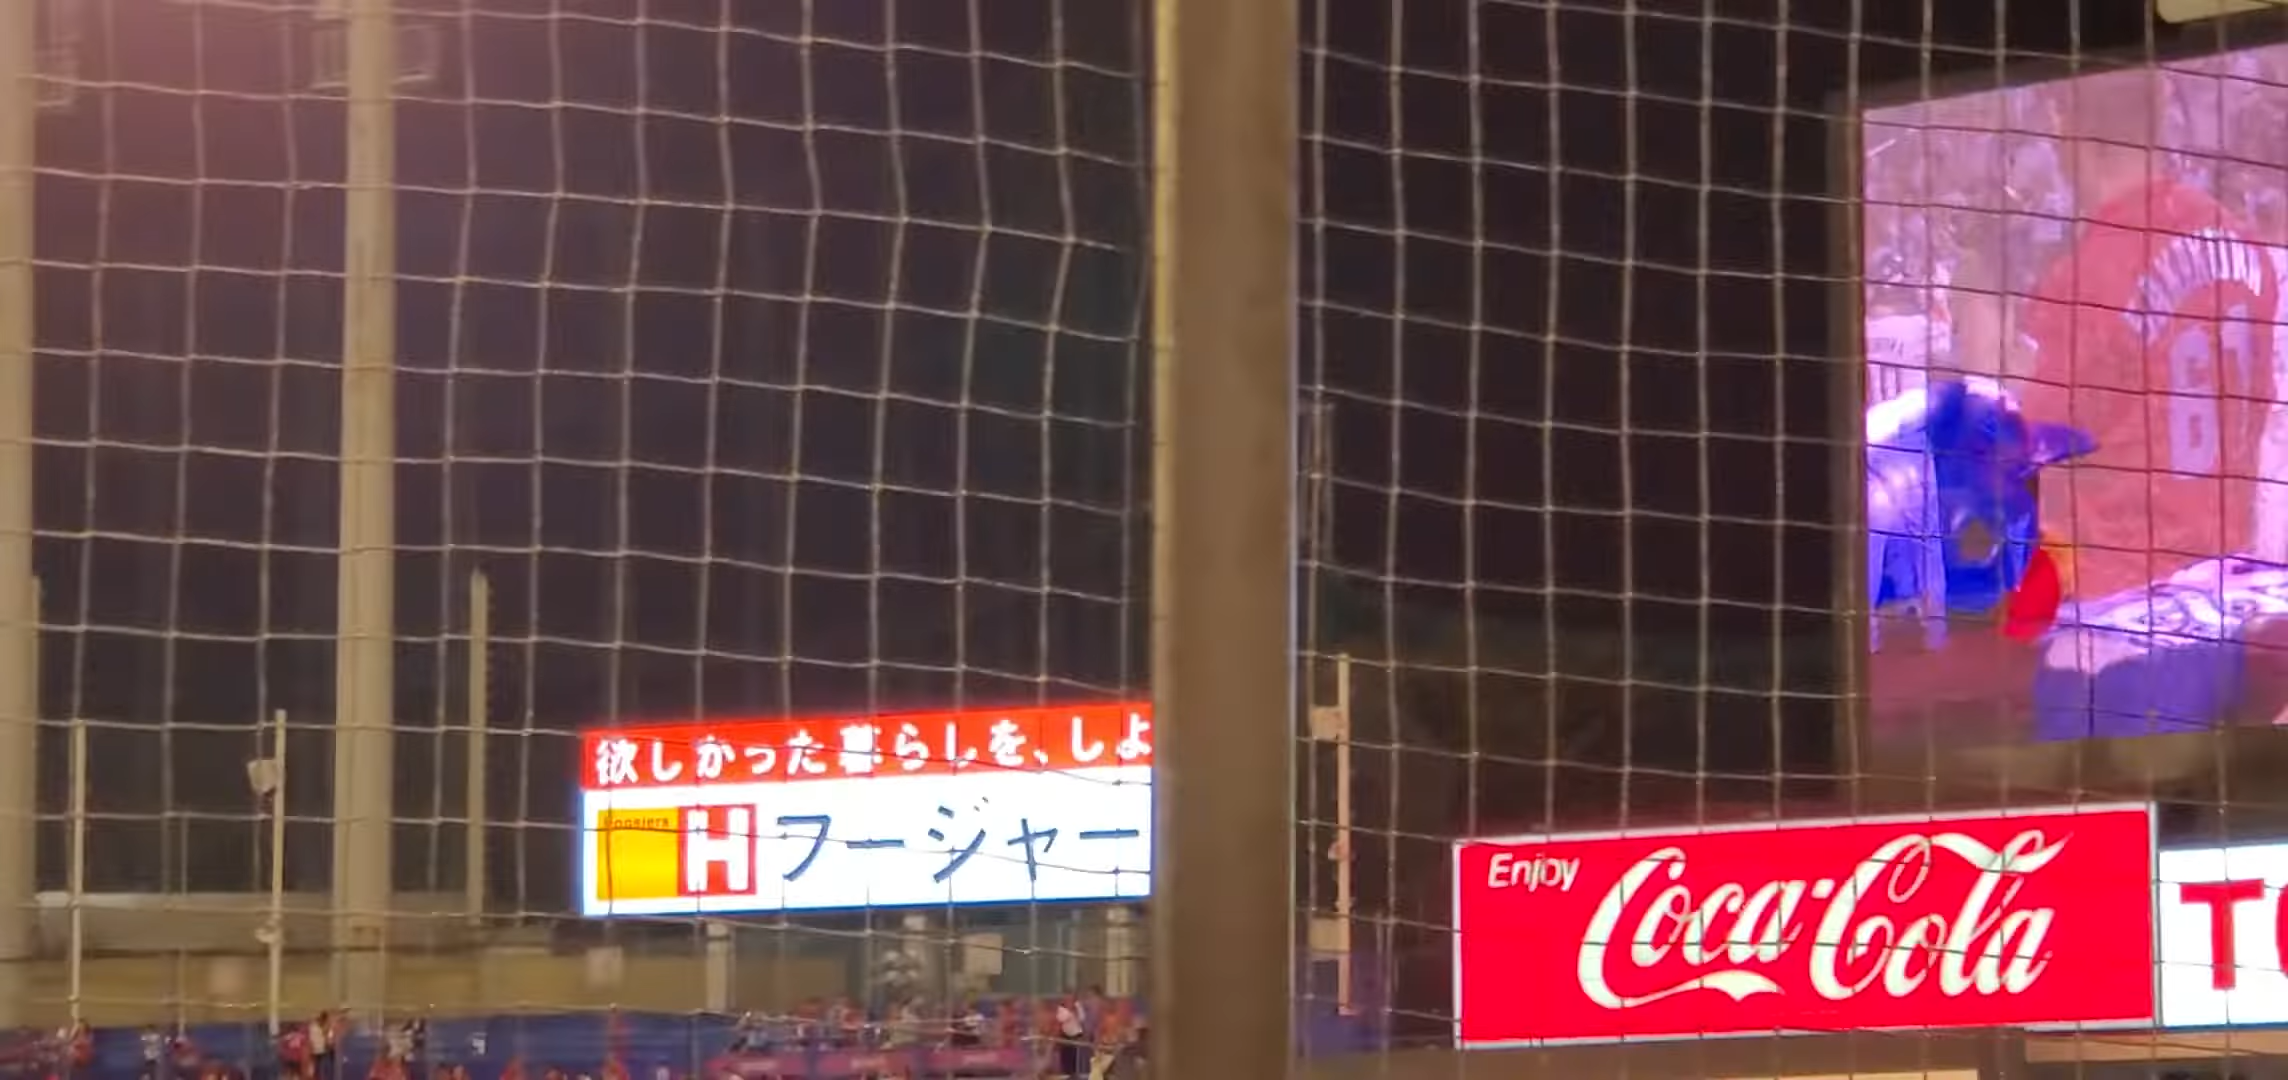 欲しかった暮らしを、しよ
Hoosiers
H フージャー
Enjoy
Coca-Cola
T